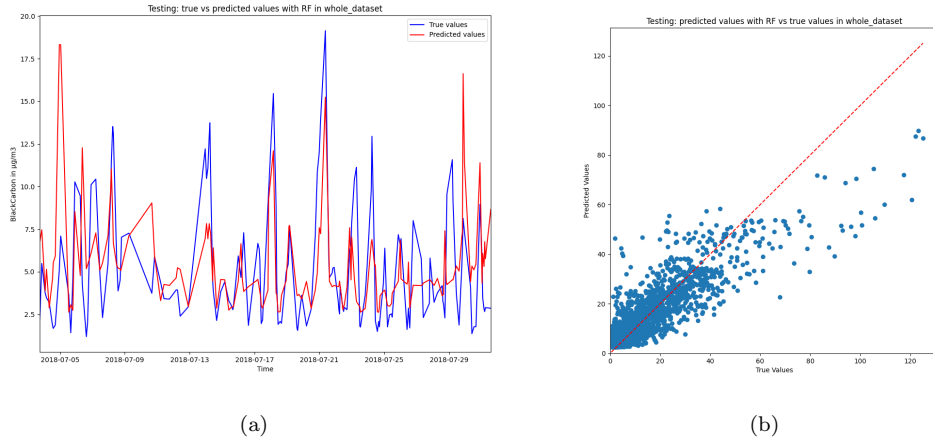 Testing: true vs predicted values with RF in whole_dataset
True values
Predicted values
BlackCarbon in µg/m3
20.0
17.5
15.0
12.5
10.0
7.5
5.0
2.5
2018-07-05 2018-07-09 2018-07-13 2018-07-17 2018-07-21 2018-07-25 2018-07-29
Time
(a)
Testing: predicted values with RF vs true values in whole_dataset
Predicted Values
120
100
80
60
40
20
0
0 20 40 60 80 100 120
True Values
(b)